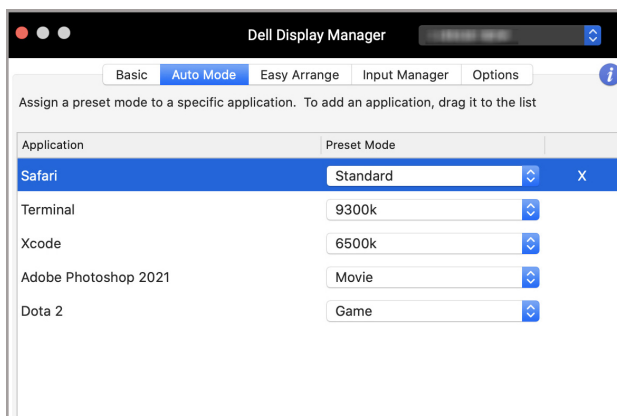 Dell Display Manager
Basic Auto Mode Easy Arrange Input Manager Options i
Assign a preset mode to a specific application. To add an application, drag it to the list
Application Preset Mode
Safari Standard X
Terminal 9300k
Xcode 6500k
Adobe Photoshop 2021 Movie
Dota 2 Game